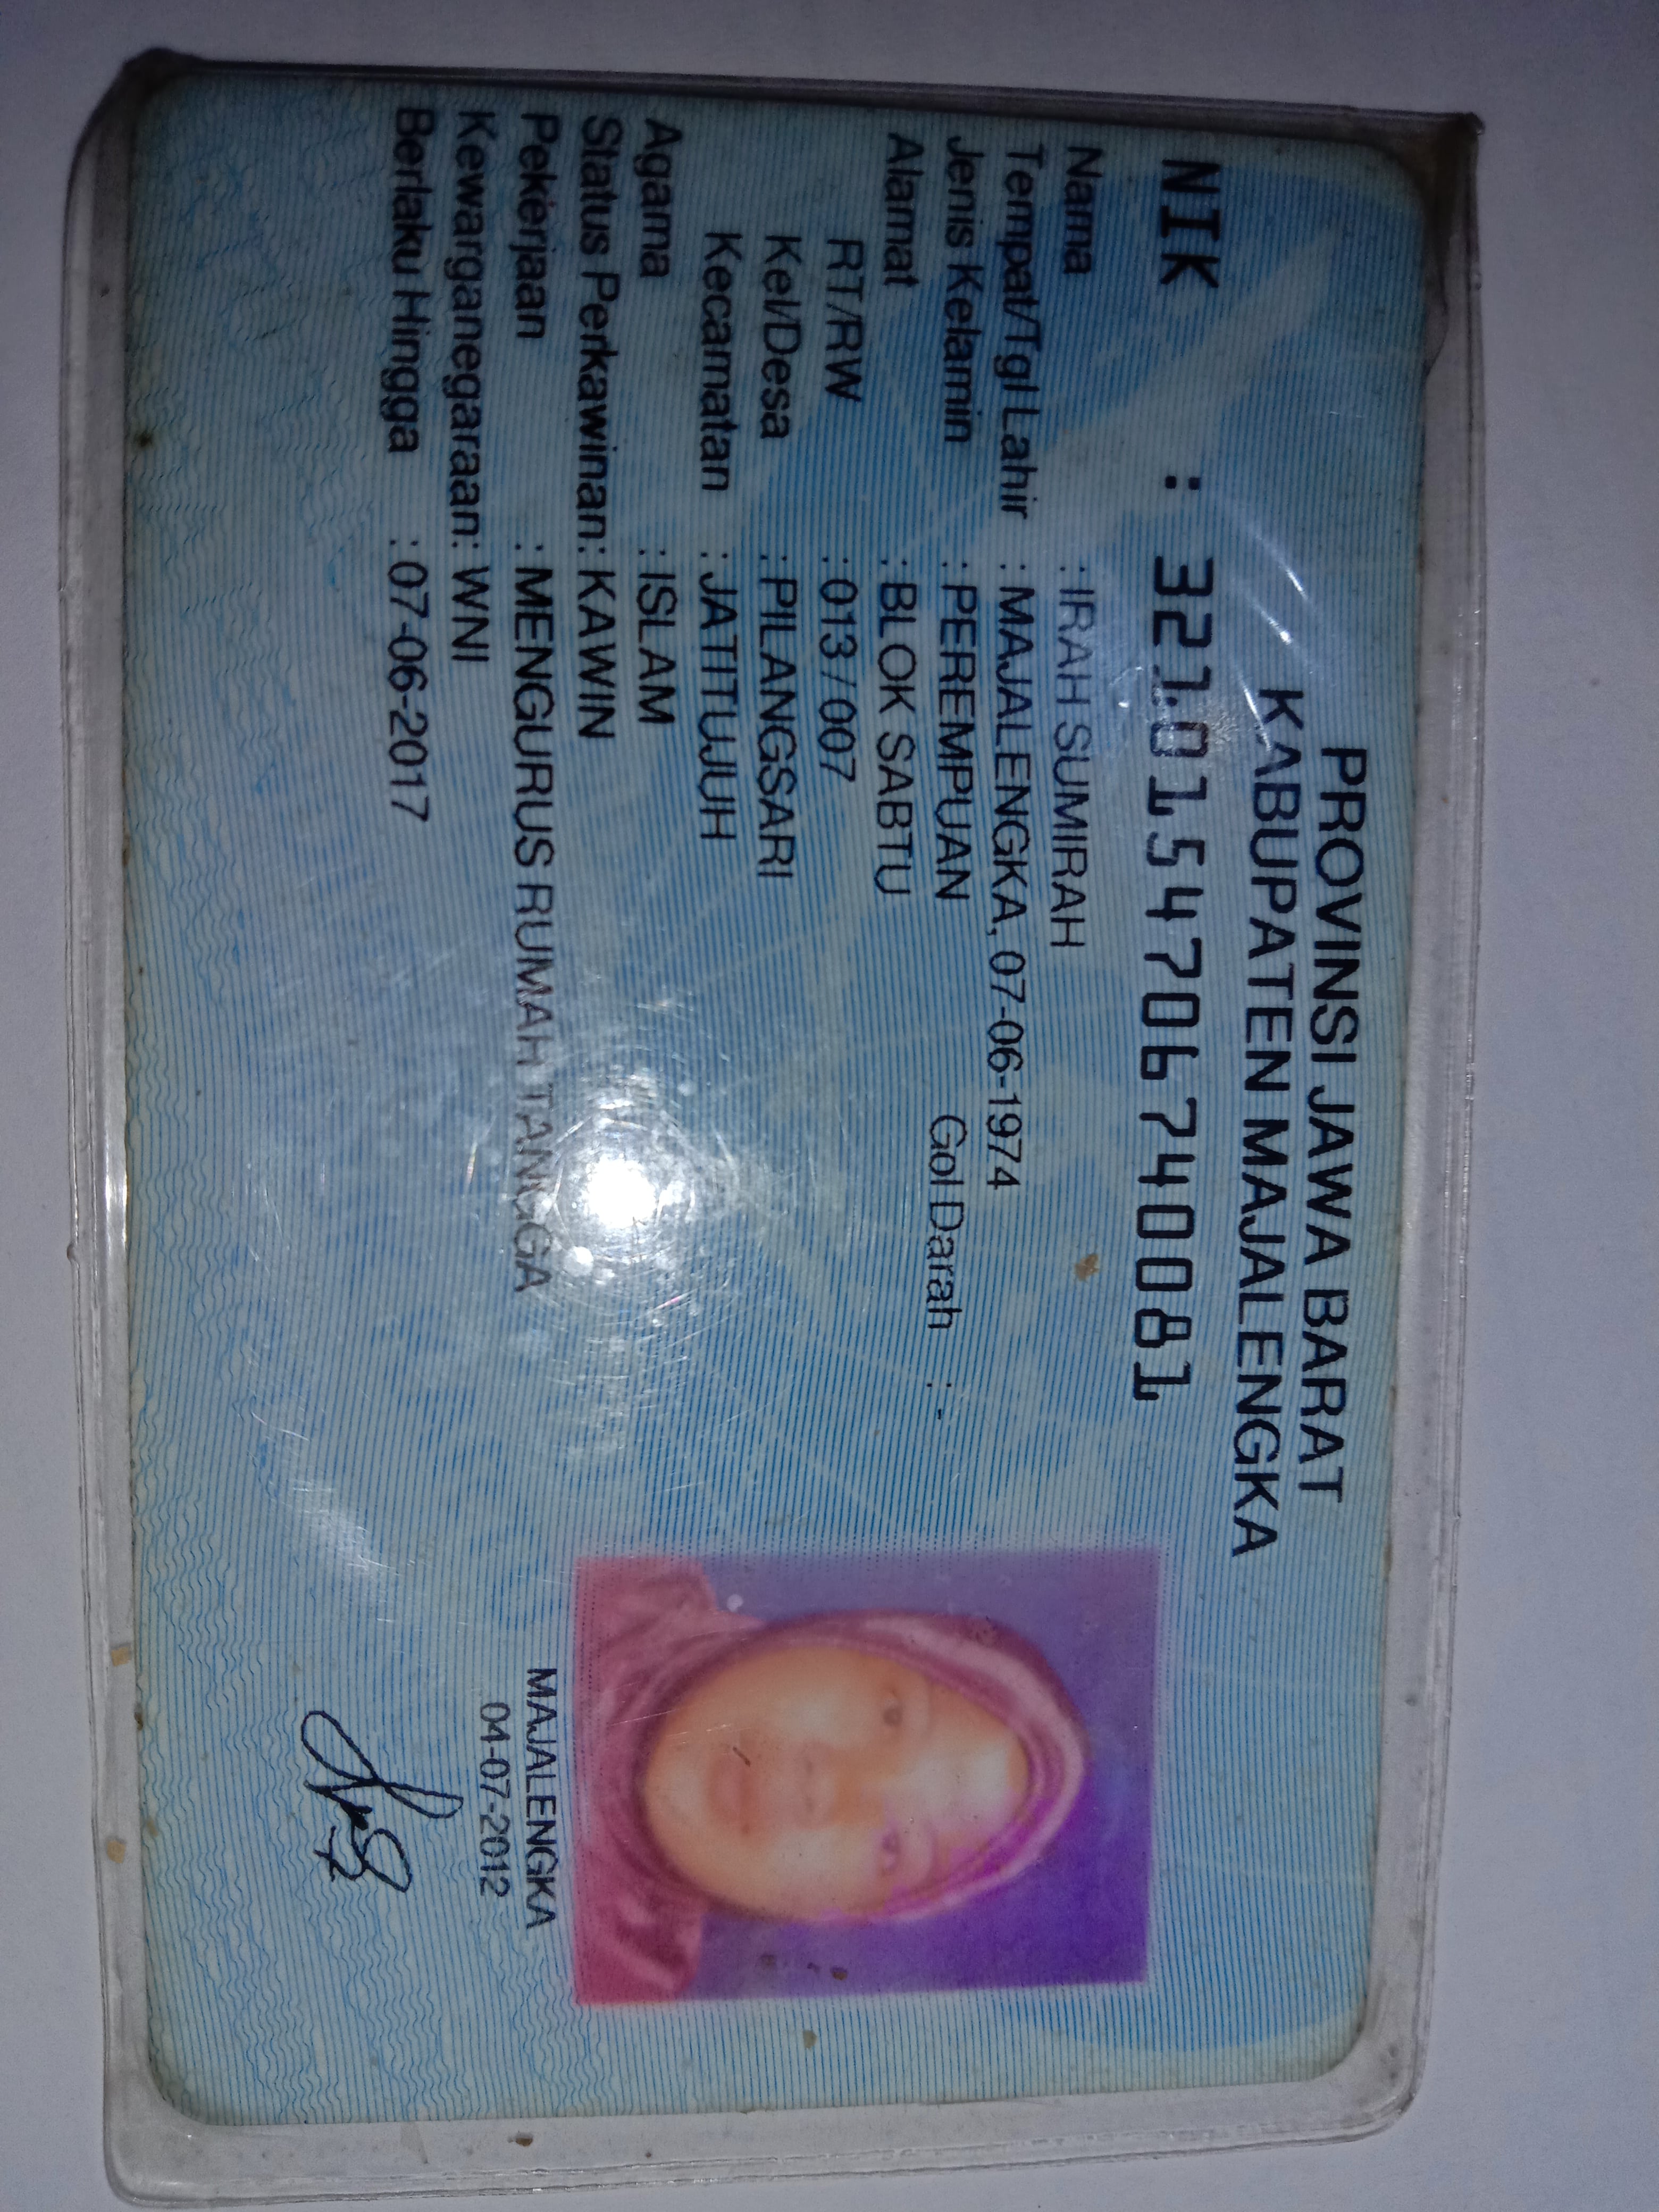 PROVINSI JAWA BARAT
KABUPATEN MAJALENGKA
NIK : 3210154706740081
Nama : IRAH SUMIRAH
Tempat/Tgl Lahir : MAJALENGKA, 07-06-1974
Jenis Kelamin : PEREMPUAN Gol Darah : -
Alamat : BLOK SABTU
RT/RW : 013 / 007
Kel/Desa : PILANGSARI
Kecamatan : JATITUJUH
Agama : ISLAM
Status Perkawinan : KAWIN
Pekerjaan : MENGURUS RUMAH TANGGA
Kewarganegaraan : WNI
Berlaku Hingga : 07-06-2017
MAJALENGKA
04-07-2012